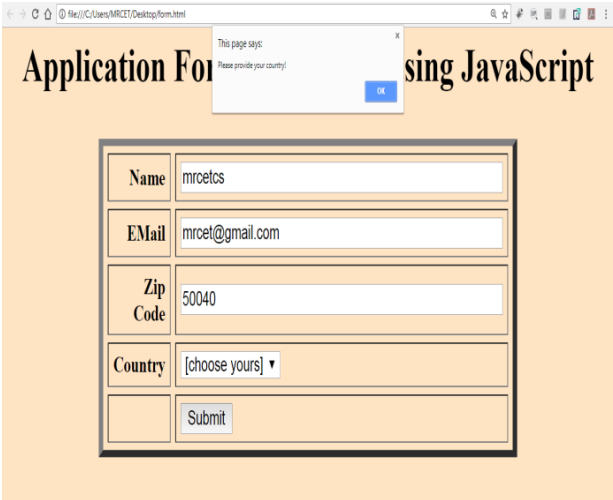 file:///C:/Users/MRCET/Desktop/form.html
This page says:
x
Please provide your country!
OK
Application For sing JavaScript
Name mrcetcs
EMail mrcet@gmail.com
Zip
Code 50040
Country [choose yours] ▼
Submit